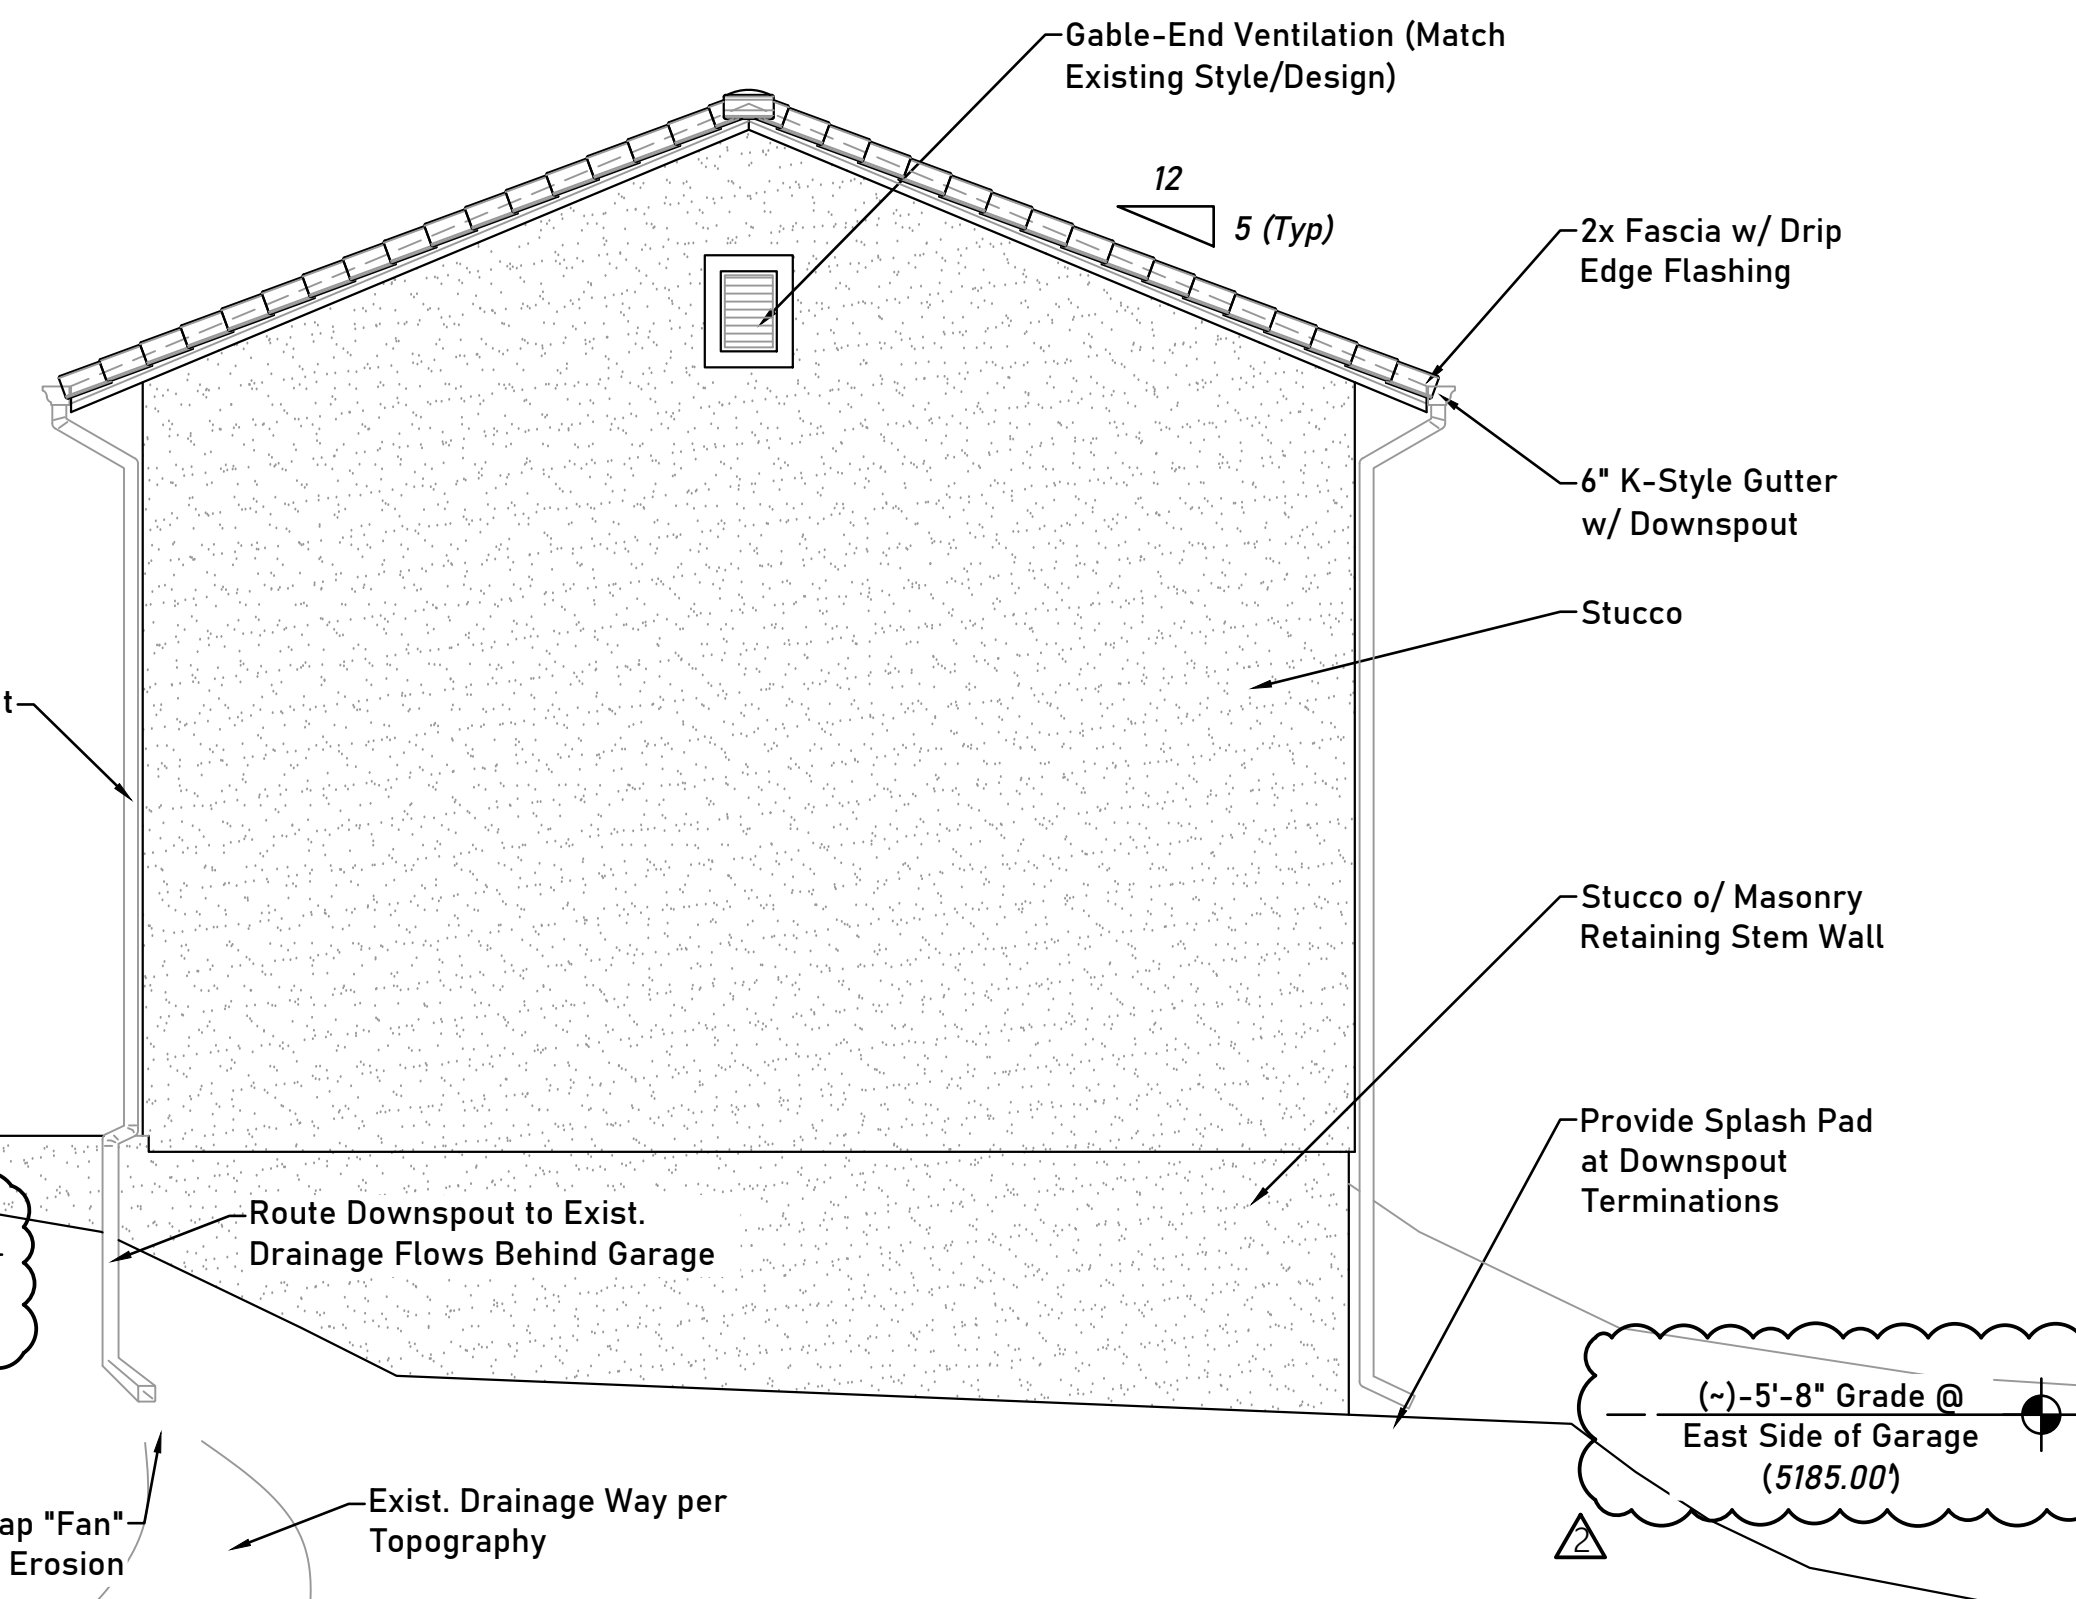 Gable-End Ventilation (Match
Existing Style/Design)
12
5 (Typ)
2x Fascia w/ Drip
Edge Flashing
6" K-Style Gutter
w/ Downspout
Stucco
t
Stucco o/ Masonry
Retaining Stem Wall
Provide Splash Pad
at Downspout
Terminations
Route Downspout to Exist.
Drainage Flows Behind Garage
(~)-5'-8" Grade @
East Side of Garage
(5185.00')
2
Exist. Drainage Way per
Topography
ap "Fan"
Erosion